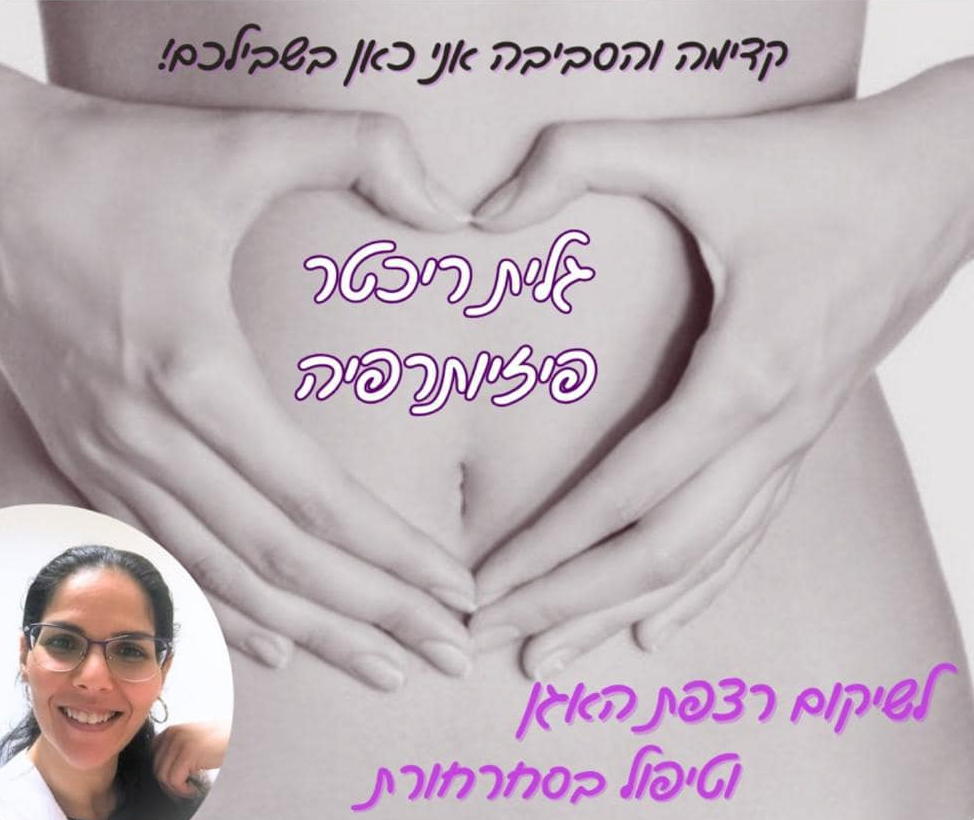 קדימה והסביבה אני כאן בשבילכם!
גלית ריכטר
פיזיותרפיה
לשיקום רצפת האגן
וטיפול בסחרחורת